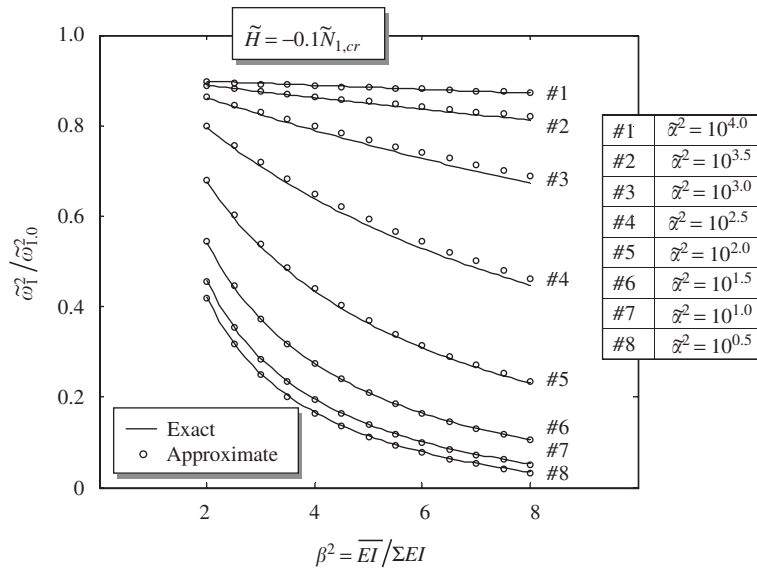 H̃ = −0.1Ñ₁,cr
1.0
0.8
0.6
0.4
0.2
0
ω̃₁²/ω̃₁.₀²
#1
#2
#3
#4
#5
#6
#7
#8
Exact
Approximate
2
4
6
8
β² = E̅I̅/ΣEI
#1 α̃² = 10^4.0
#2 α̃² = 10^3.5
#3 α̃² = 10^3.0
#4 α̃² = 10^2.5
#5 α̃² = 10^2.0
#6 α̃² = 10^1.5
#7 α̃² = 10^1.0
#8 α̃² = 10^0.5